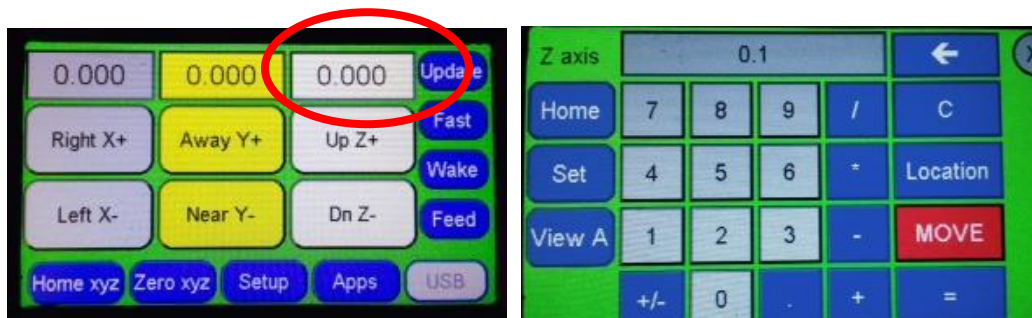 0.000 0.000 0.000 Update
Right X+ Away Y+ Up Z+ Fast
Wake
Left X- Near Y- Dn Z- Feed
Home xyz Zero xyz Setup Apps USB
Z axis 0.1 ←
Home 7 8 9 / C
Set 4 5 6 * Location
View A 1 2 3 - MOVE
+/- 0 . + =